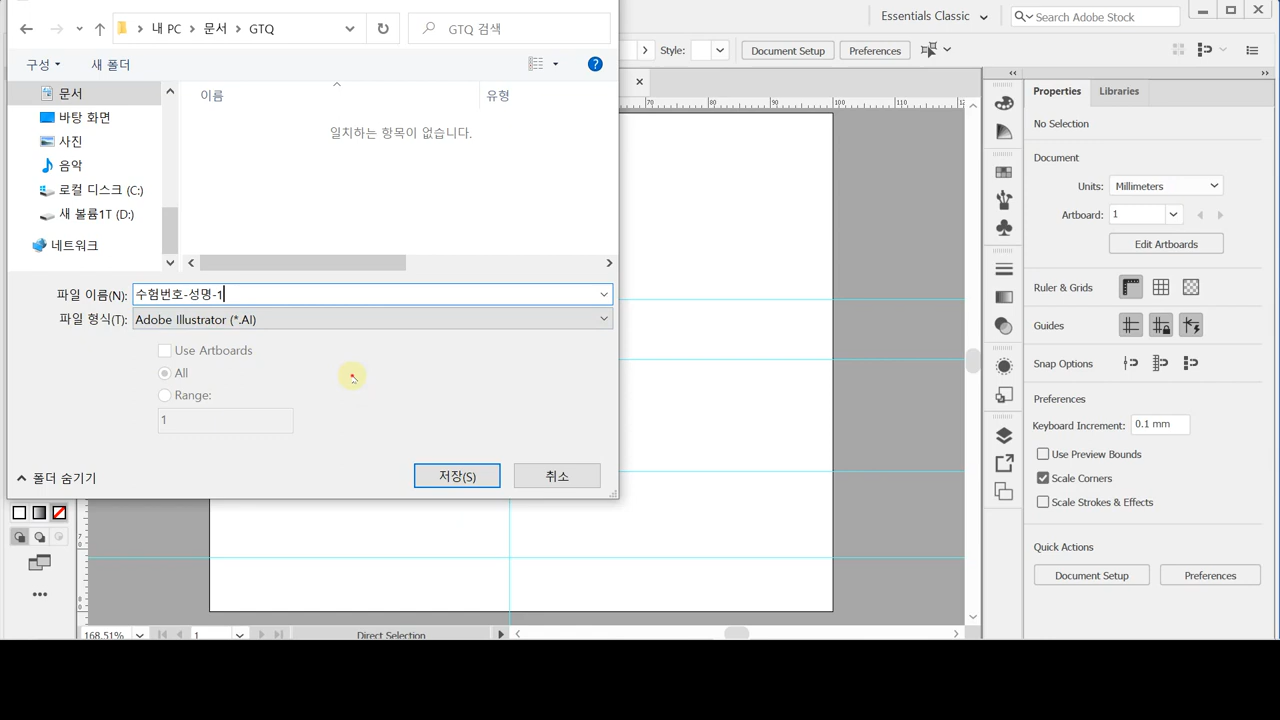 내 PC
문서
GTQ
GTQ 검색
구성
새 폴더
문서
바탕 화면
사진
음악
로컬 디스크 (C:)
새 볼륨1T (D:)
네트워크
이름
유형
일치하는 항목이 없습니다.
파일 이름(N):
수험번호-성명-1
파일 형식(T):
Adobe Illustrator (*.AI)
Use Artboards
All
Range:
1
폴더 숨기기
저장(S)
취소
Essentials Classic
Search Adobe Stock
Style:
Document Setup
Preferences
70
80
90
100
110
Properties
Libraries
No Selection
Document
Units:
Millimeters
Artboard:
1
Edit Artboards
Ruler & Grids
Guides
Snap Options
Preferences
Keyboard Increment:
0.1 mm
Use Preview Bounds
Scale Corners
Scale Strokes & Effects
Quick Actions
Document Setup
Preferences
70
80
168.51%
1
Direct Selection